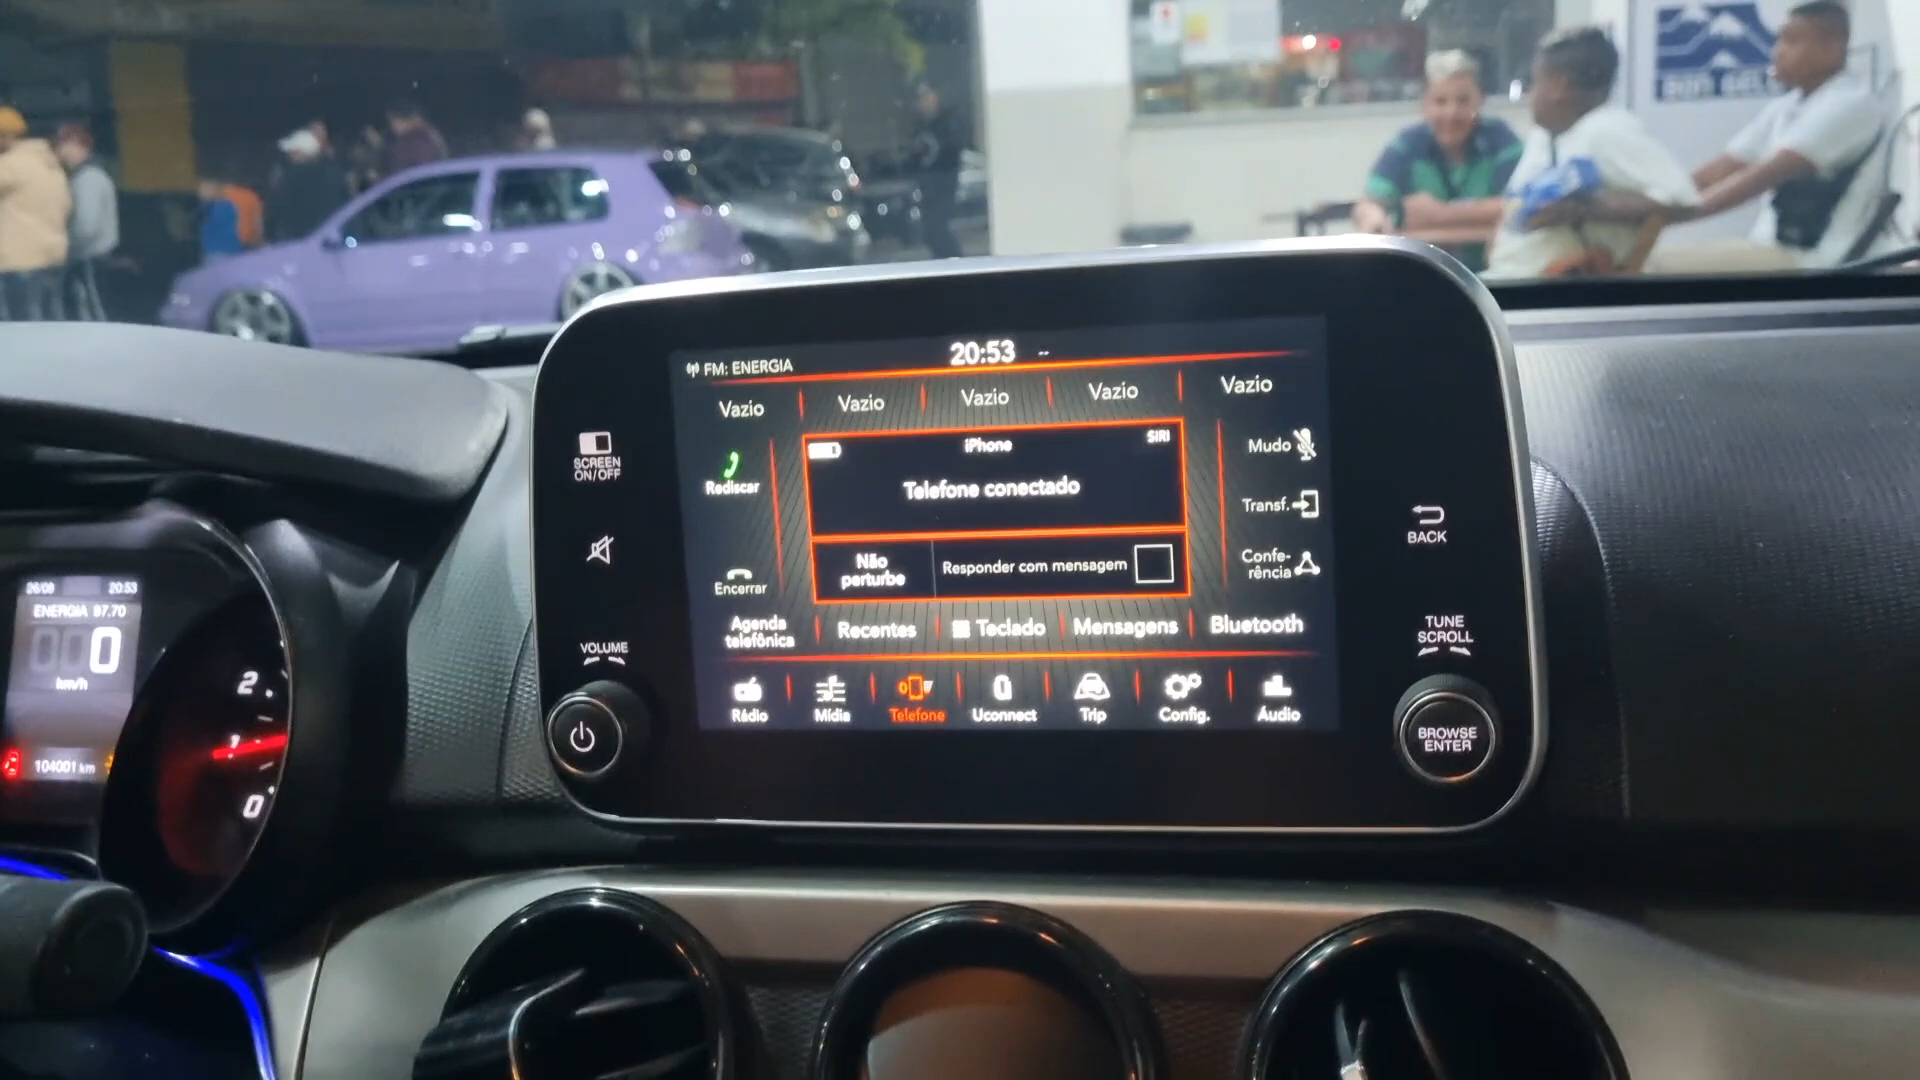 FM: ENERGIA
20:53
--
Vazio
Vazio
Vazio
Vazio
Vazio
iPhone
SIRI
Telefone conectado
Não
perturbe
Responder com mensagem
Rediscar
Encerrar
Mudo
Transf.
Confe-
rência
Agenda
telefônica
Recentes
Teclado
Mensagens
Bluetooth
Rádio
Mídia
Telefone
Uconnect
Trip
Config.
Áudio
SCREEN
ON/OFF
VOLUME
BACK
TUNE
SCROLL
BROWSE
ENTER
26/09
20:53
ENERGIA 97.70
0
km/h
104001 km
2
1
0